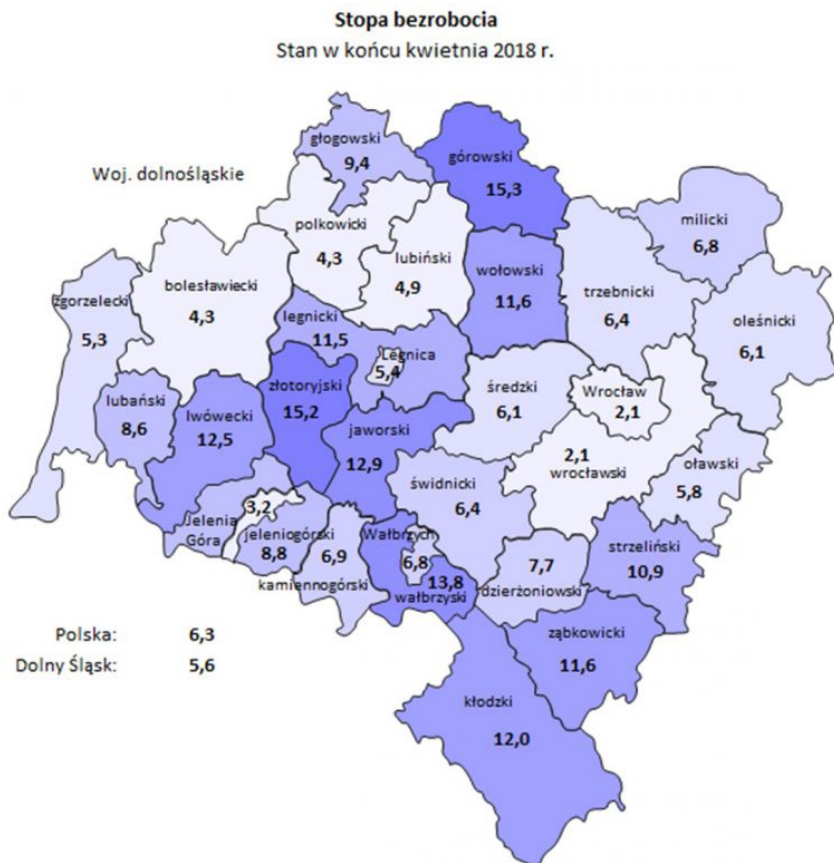 Stopa bezrobocia
Stan w końcu kwietnia 2018 r.
Woj. dolnośląskie
głogowski
9,4
górowski
15,3
milicki
6,8
polkowicki
4,3
lubiński
4,9
wołowski
11,6
trzebnicki
6,4
oleśnicki
6,1
zgorzelecki
5,3
bolesławiecki
4,3
legnicki
11,5
Legnica
5,4
złotoryjski
15,2
średzki
6,1
Wrocław
2,1
lubański
8,6
lwówecki
12,5
jaworski
12,9
świdnicki
6,4
2,1
wrocławski
oławski
5,8
Jelenia
Góra
3,2
jeleniogórski
8,8
6,9
kamiennogórski
Wałbrzych
6,8
13,8
wałbrzyski
7,7
dzierżoniowski
strzeliński
10,9
ząbkowicki
11,6
kłodzki
12,0
Polska: 6,3
Dolny Śląsk: 5,6